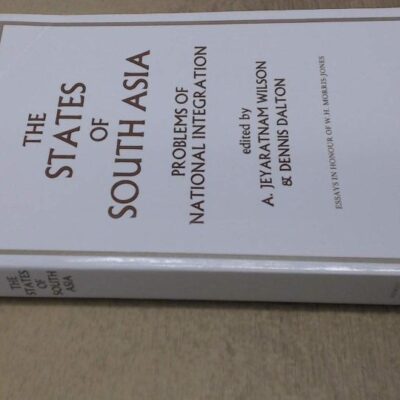 THE
STATES
OF
SOUTH ASIA
PROBLEMS OF
NATIONAL INTEGRATION
edited by
A. JEYARATNAM WILSON
& DENNIS DALTON
ESSAYS IN HONOUR OF W. H. MORRIS JONES
THE
STATES
OF
SOUTH
ASIA